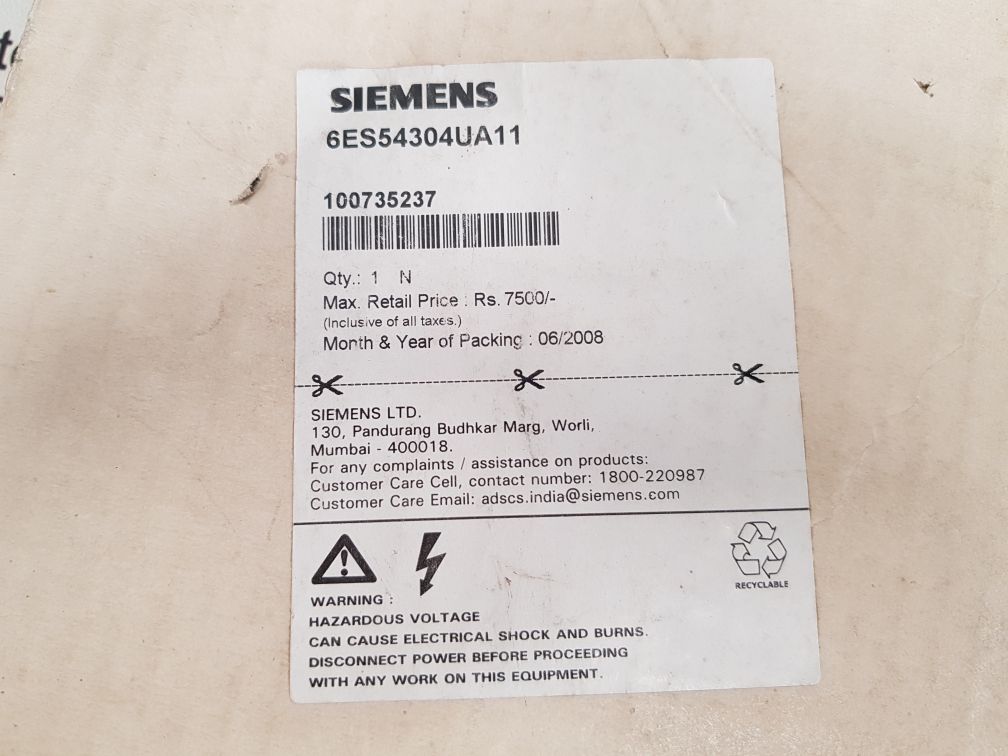 SIEMENS
6ES54304UA11
100735237
Qty.: 1 N
Max. Retail Price : Rs. 7500/-
(Inclusive of all taxes.)
Month & Year of Packing : 06/2008
SIEMENS LTD.
130, Pandurang Budhkar Marg, Worli,
Mumbai - 400018.
For any complaints / assistance on products:
Customer Care Cell, contact number: 1800-220987
Customer Care Email: adscs.india@siemens.com
RECYCLABLE
WARNING :
HAZARDOUS VOLTAGE
CAN CAUSE ELECTRICAL SHOCK AND BURNS.
DISCONNECT POWER BEFORE PROCEEDING
WITH ANY WORK ON THIS EQUIPMENT.